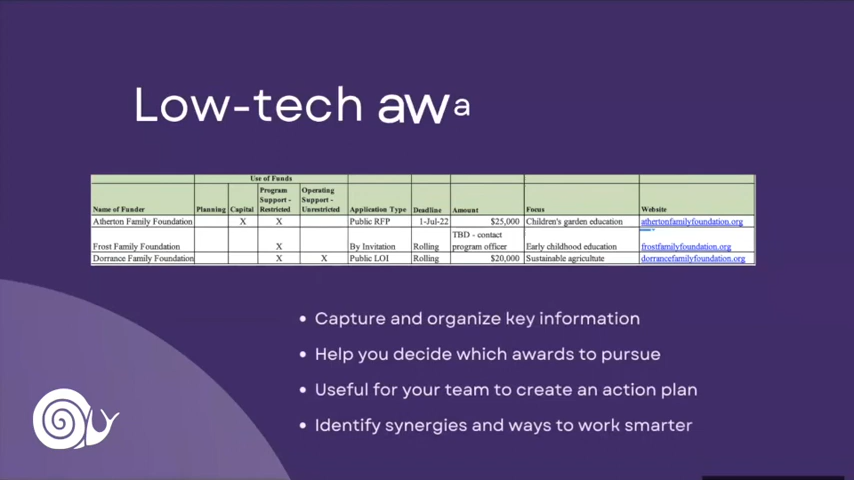 Low-tech awa
Use of Funds
Name of Funder Planning Capital Program Support - Restricted Operating Support - Unrestricted Application Type Deadline Amount Focus Website
Atherton Family Foundation X X Public RFP 1-Jul-22 $25,000 Children's garden education athertonfamilyfoundation.org
Frost Family Foundation X By Invitation Rolling TBD - contact program officer Early childhood education frostfamilyfoundation.org
Dorrance Family Foundation X X Public LOI Rolling $20,000 Sustainable agricultute dorrancefamilyfoundation.org
• Capture and organize key information
• Help you decide which awards to pursue
• Useful for your team to create an action plan
• Identify synergies and ways to work smarter